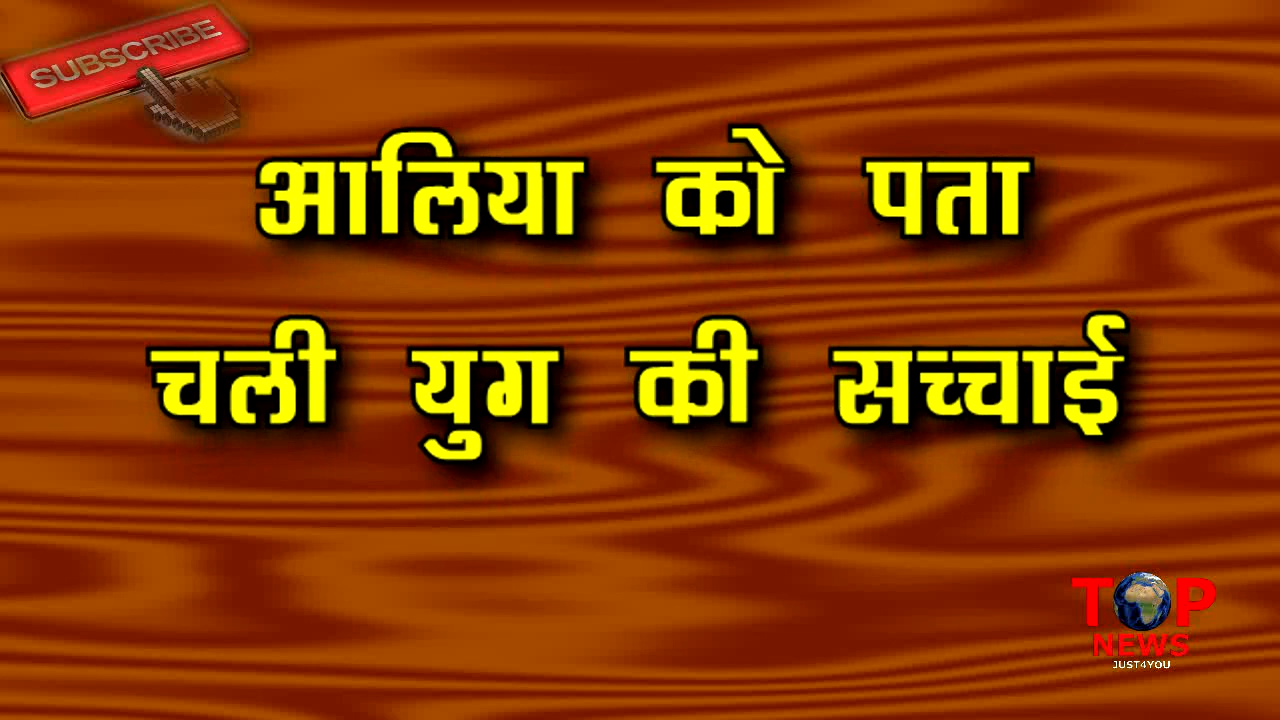 SUBSCRIBE
आलिया को पता
चली युग की सच्चाई
TOP
NEWS
JUST4YOU